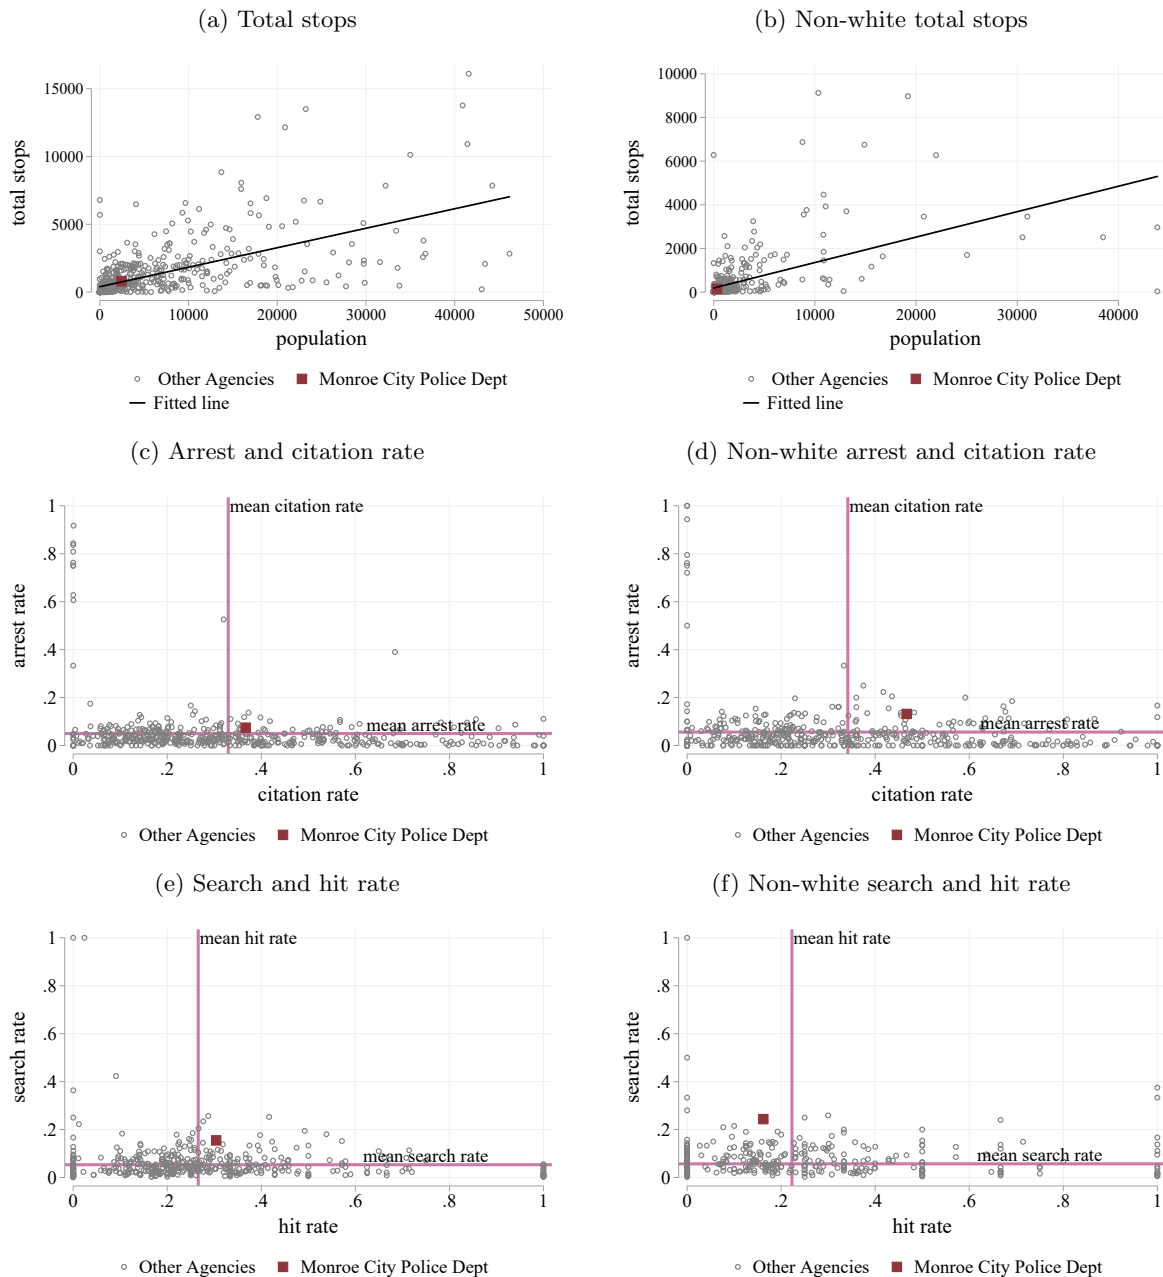 (a) Total stops
(b) Non-white total stops
15000
10000
5000
0
total stops
0 10000 20000 30000 40000 50000
population
Other Agencies Monroe City Police Dept
Fitted line
10000
8000
6000
4000
2000
0
total stops
0 10000 20000 30000 40000
population
Other Agencies Monroe City Police Dept
Fitted line
(c) Arrest and citation rate
(d) Non-white arrest and citation rate
mean citation rate
1
.8
.6
.4
.2
0
arrest rate
mean arrest rate
0 .2 .4 .6 .8 1
citation rate
Other Agencies Monroe City Police Dept
mean citation rate
1
.8
.6
.4
.2
0
arrest rate
mean arrest rate
0 .2 .4 .6 .8 1
citation rate
Other Agencies Monroe City Police Dept
(e) Search and hit rate
(f) Non-white search and hit rate
mean hit rate
1
.8
.6
.4
.2
0
search rate
mean search rate
0 .2 .4 .6 .8 1
hit rate
Other Agencies Monroe City Police Dept
mean hit rate
1
.8
.6
.4
.2
0
search rate
mean search rate
0 .2 .4 .6 .8 1
hit rate
Other Agencies Monroe City Police Dept